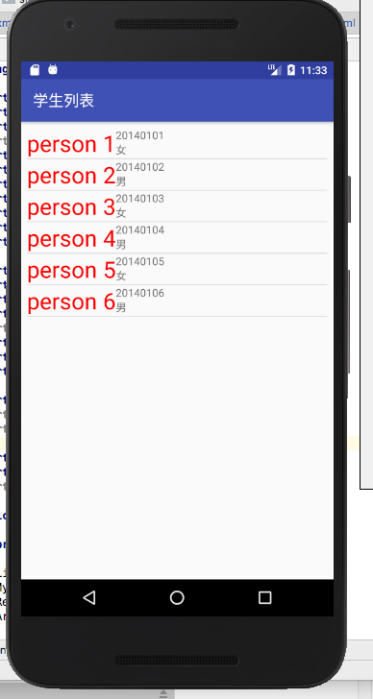 11:33
学生列表
person 1
20140101
女
person 2
20140102
男
person 3
20140103
女
person 4
20140104
男
person 5
20140105
女
person 6
20140106
男